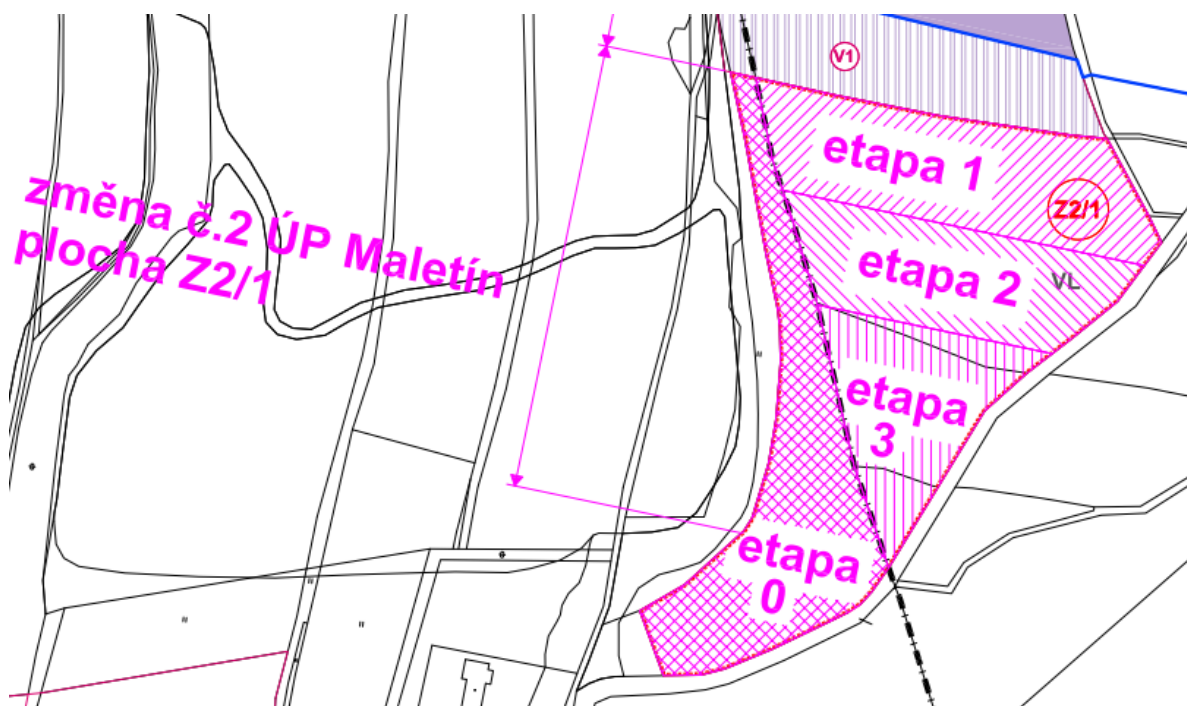 V1
etapa 1
Z2/1
změna č.2 ÚP Maletín
plocha Z2/1
etapa 2
VL
etapa
3
etapa
0